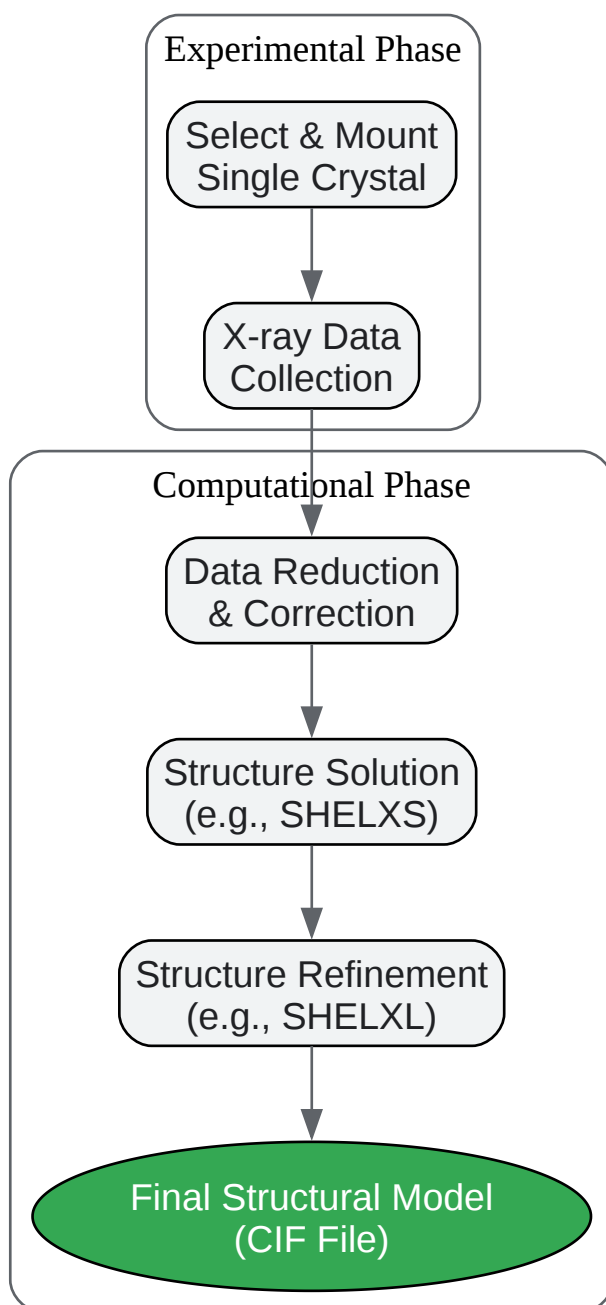 Experimental Phase
Select & Mount
Single Crystal
X-ray Data
Collection
Computational Phase
Data Reduction
& Correction
Structure Solution
(e.g., SHELXS)
Structure Refinement
(e.g., SHELXL)
Final Structural Model
(CIF File)